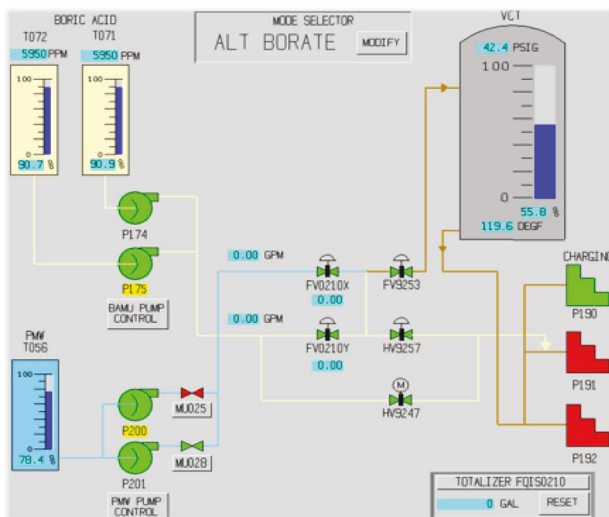 BORIC ACID
T072
T071
5950 PPM
5950 PPM
100
0
90.7 %
100
0
90.9 %
MODE SELECTOR
ALT BORATE
MODIFY
VCT
42.4 PSIG
100
0
55.8 %
119.6 DEGF
P174
P175
BAMU PUMP
CONTROL
0.00 GPM
FV0210X
0.00
FV9253
0.00 GPM
FV0210Y
0.00
HV9257
M
HV9247
CHARGING
P190
P191
P192
PMW
T056
100
0
78.4 %
P200
MU025
P201
MU028
PMW PUMP
CONTROL
TOTALIZER FQIS0210
0 GAL
RESET